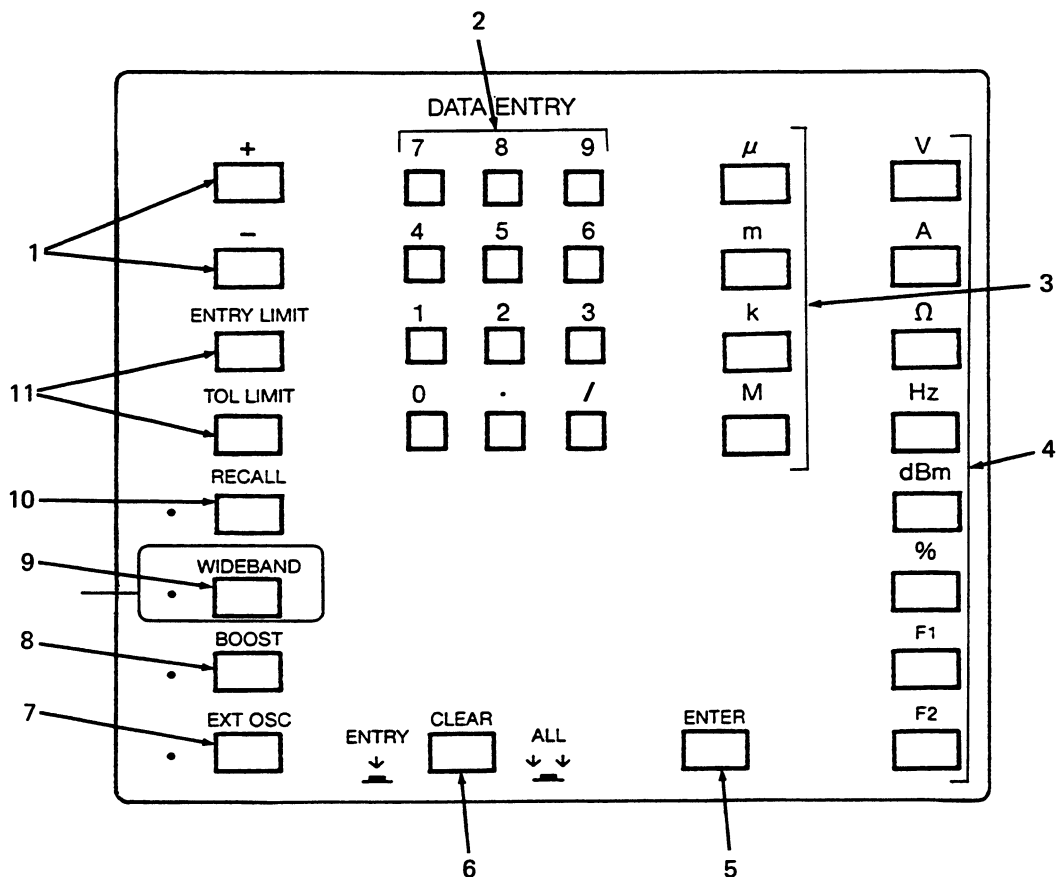 2
DATA ENTRY
+ 7 8 9 μ V
1 − 4 5 6 m A
3
ENTRY LIMIT 1 2 3 k Ω
11
TOL LIMIT 0 . / M Hz
4
RECALL dBm
10
WIDEBAND %
9
BOOST F1
8
EXT OSC CLEAR ENTER F2
7
ENTRY ALL
6 5